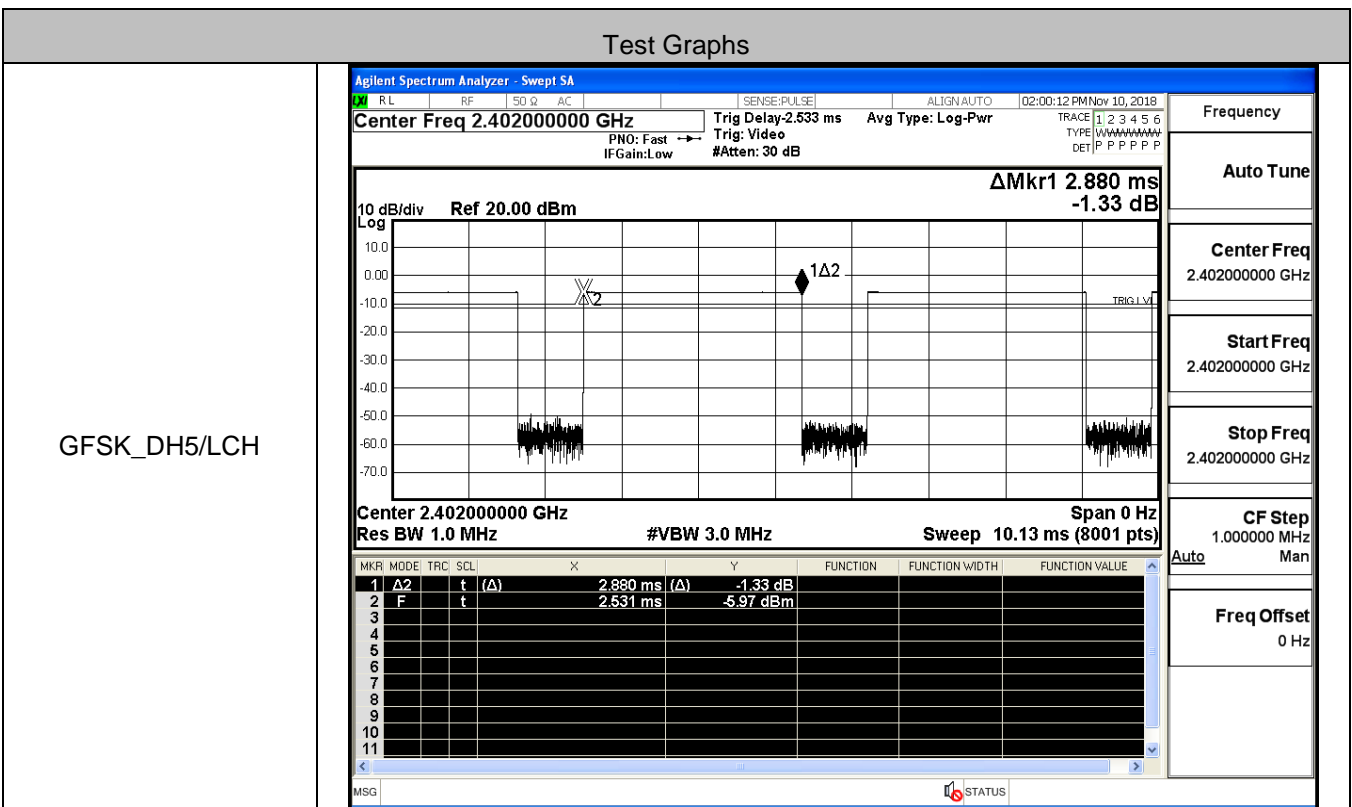 Test Graphs
GFSK_DH5/LCH
Agilent Spectrum Analyzer - Swept SA
LXI RL RF 50 Ω AC SENSE:PULSE ALIGNAUTO 02:00:12 PMNov 10, 2018
Center Freq 2.402000000 GHz
PNO: Fast
IFGain:Low
Trig Delay-2.533 ms
Trig: Video
#Atten: 30 dB
Avg Type: Log-Pwr
TRACE 1 2 3 4 5 6
TYPE WWWWWW
DET P P P P P P
ΔMkr1 2.880 ms
-1.33 dB
10 dB/div Ref 20.00 dBm
Log
10.0
0.00
-10.0
-20.0
-30.0
-40.0
-50.0
-60.0
-70.0
2
1Δ2
TRIG LVL
Center 2.402000000 GHz Span 0 Hz
Res BW 1.0 MHz #VBW 3.0 MHz Sweep 10.13 ms (8001 pts)
MKR MODE TRC SCL X Y FUNCTION FUNCTION WIDTH FUNCTION VALUE
1 Δ2 t (Δ) 2.880 ms (Δ) -1.33 dB
2 F t 2.531 ms -5.97 dBm
3
4
5
6
7
8
9
10
11
MSG STATUS
Frequency
Auto Tune
Center Freq
2.402000000 GHz
Start Freq
2.402000000 GHz
Stop Freq
2.402000000 GHz
CF Step
1.000000 MHz
Auto Man
Freq Offset
0 Hz